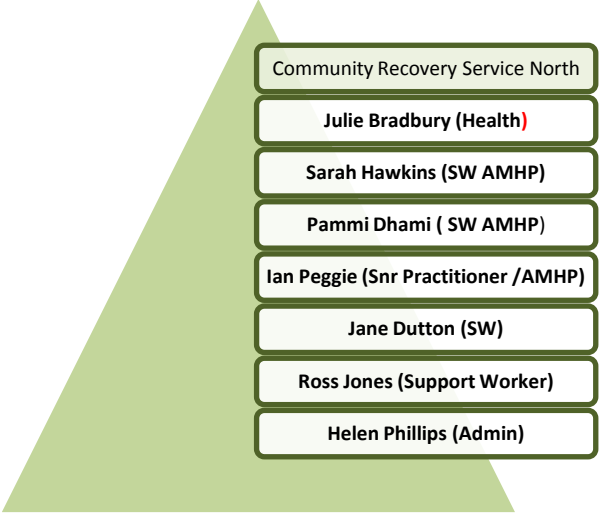 Community Recovery Service North
Julie Bradbury (Health)
Sarah Hawkins (SW AMHP)
Pammi Dhami ( SW AMHP)
Ian Peggie (Snr Practitioner /AMHP)
Jane Dutton (SW)
Ross Jones (Support Worker)
Helen Phillips (Admin)